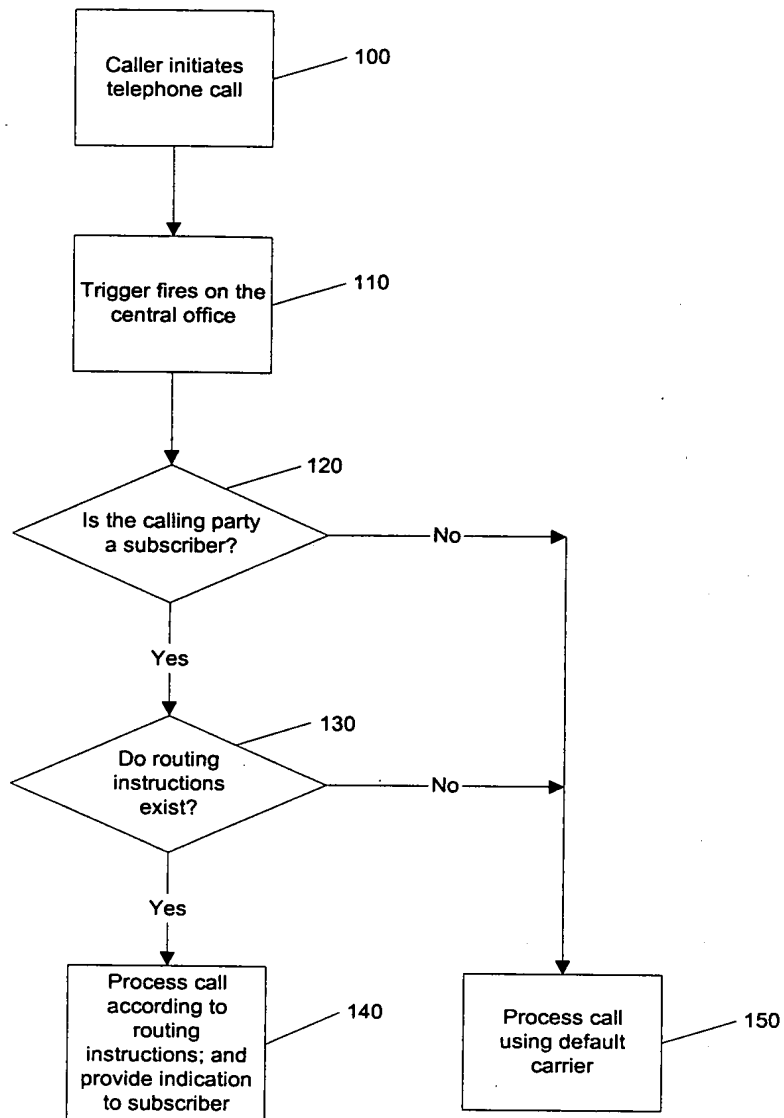 Caller initiates
telephone call
100
Trigger fires on the
central office
110
120
Is the calling party
a subscriber?
No
Yes
130
Do routing
instructions
exist?
No
Yes
Process call
according to
routing
instructions; and
provide indication
to subscriber
140
Process call
using default
carrier
150